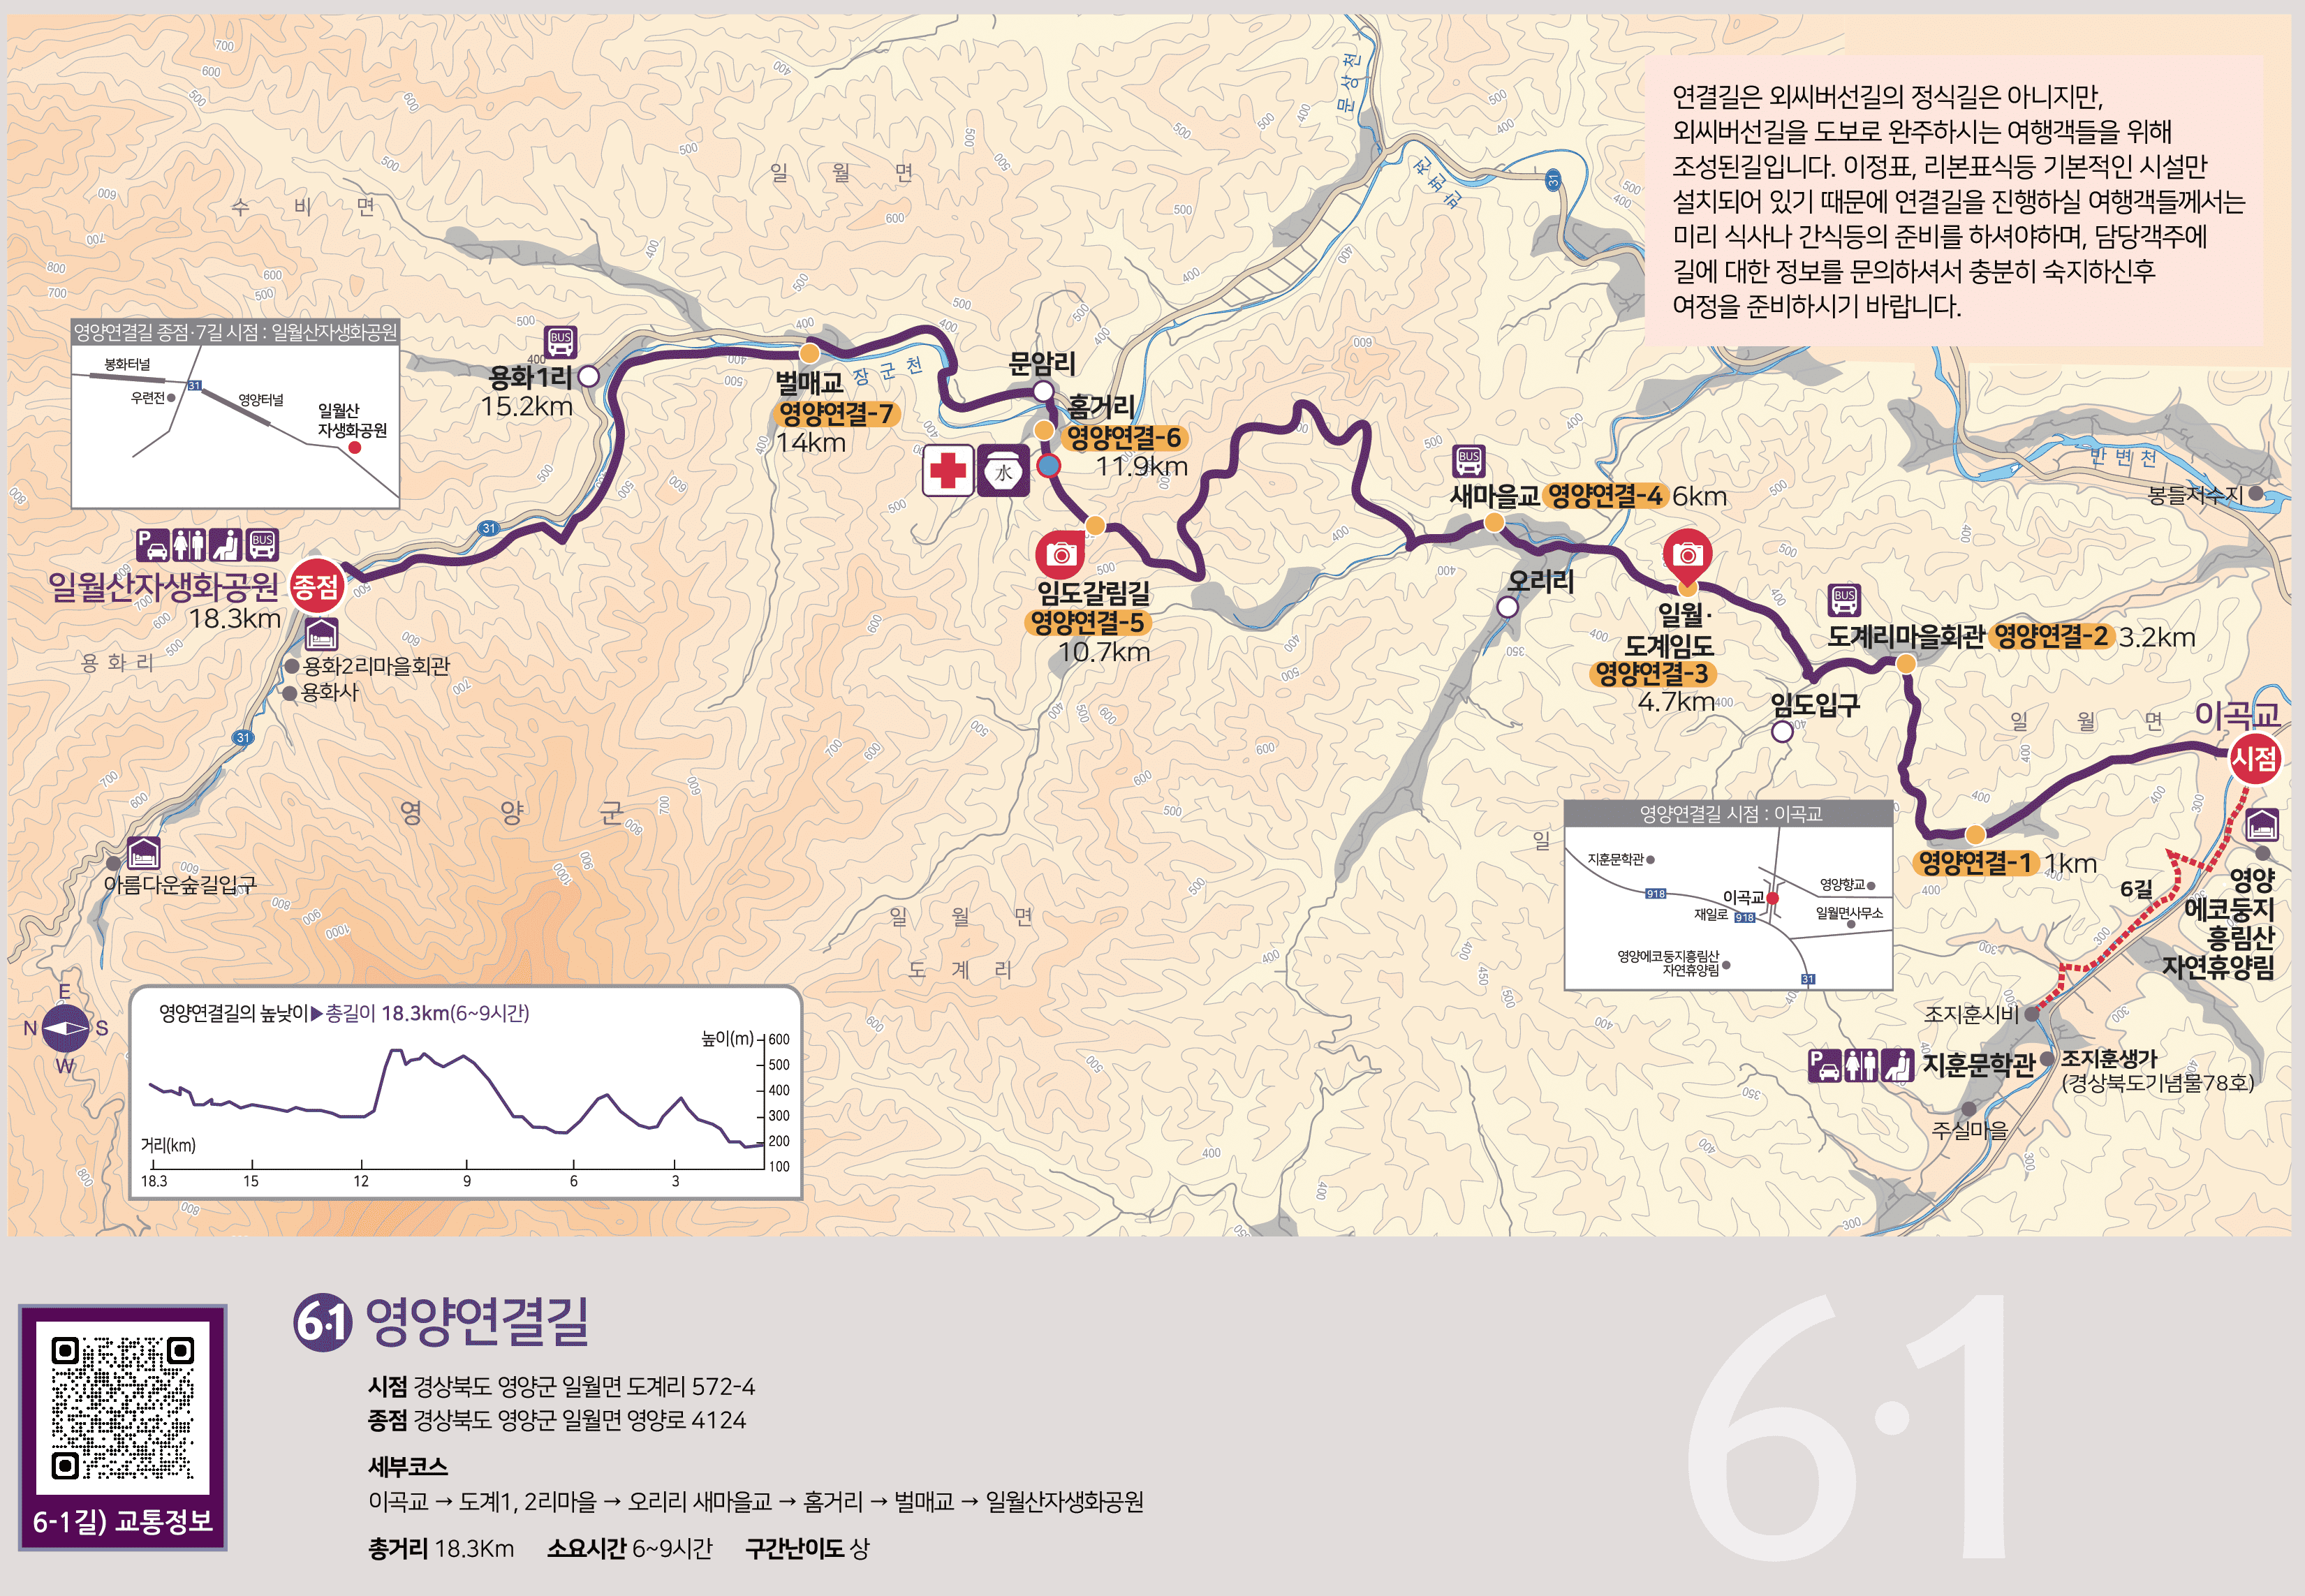 연결길은 외씨버선길의 정식길은 아니지만,
외씨버선길을 도보로 완주하시는 여행객들을 위해
조성된길입니다. 이정표, 리본표식등 기본적인 시설만
설치되어 있기 때문에 연결길을 진행하실 여행객들께서는
미리 식사나 간식등의 준비를 하셔야하며, 담당객주에
길에 대한 정보를 문의하셔서 충분히 숙지하신후
여정을 준비하시기 바랍니다.
문상천
반변천
31
일 월 면
수 비 면
영양연결길 종점·7길 시점 : 일월산자생화공원
봉화터널
31
우련전
영양터널
일월산
자생화공원
BUS
용화1리
15.2km
벌매교
영양연결-7
14km
장군천
문암리
홈거리
영양연결-6
11.9km
水
임도갈림길
영양연결-5
10.7km
BUS
새마을교 영양연결-4 6km
오리리
일월·
도계임도
영양연결-3
4.7km
BUS
도계리마을회관 영양연결-2 3.2km
임도입구
반변천
봉들저수지
일 월 면
이곡교
시점
영양연결-1 1km
6길
영양
에코둥지
흥림산
자연휴양림
조지훈시비
P
지훈문학관
조지훈생가
(경상북도기념물78호)
주실마을
영양연결길 시점 : 이곡교
지훈문학관
918
이곡교
재일로 918
영양향교
일월면사무소
영양에코둥지흥림산
자연휴양림
31
일
31
P
BUS
일월산자생화공원
종점
18.3km
용화리
용화2리마을회관
용화사
31
아름다운숲길입구
영 양 군
일 월 면
도 계 리
E
N S
W
영양연결길의 높낮이▶총길이 18.3km(6~9시간)
높이(m)
600
500
400
300
200
100
거리(km)
18.3 15 12 9 6 3
6-1길) 교통정보
6·1 영양연결길
시점 경상북도 영양군 일월면 도계리 572-4
종점 경상북도 영양군 일월면 영양로 4124
세부코스
이곡교 → 도계1, 2리마을 → 오리리 새마을교 → 홈거리 → 벌매교 → 일월산자생화공원
총거리 18.3Km 소요시간 6~9시간 구간난이도 상
6·1